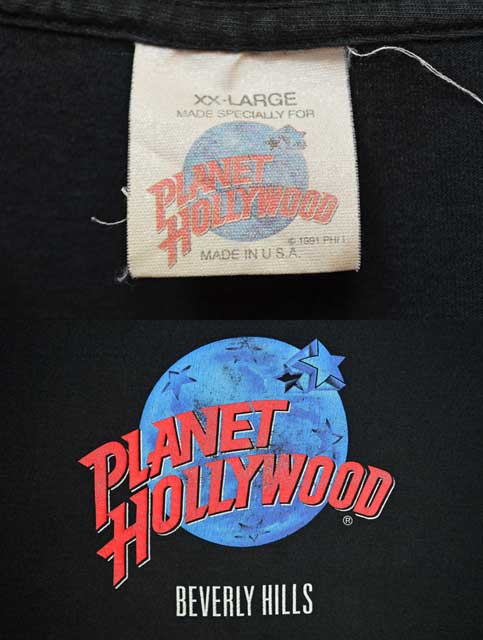 XX-LARGE
MADE SPECIALLY FOR
PLANET
HOLLYWOOD
© 1991 PHI I
MADE IN U.S.A.
PLANET
HOLLYWOOD
®
BEVERLY HILLS